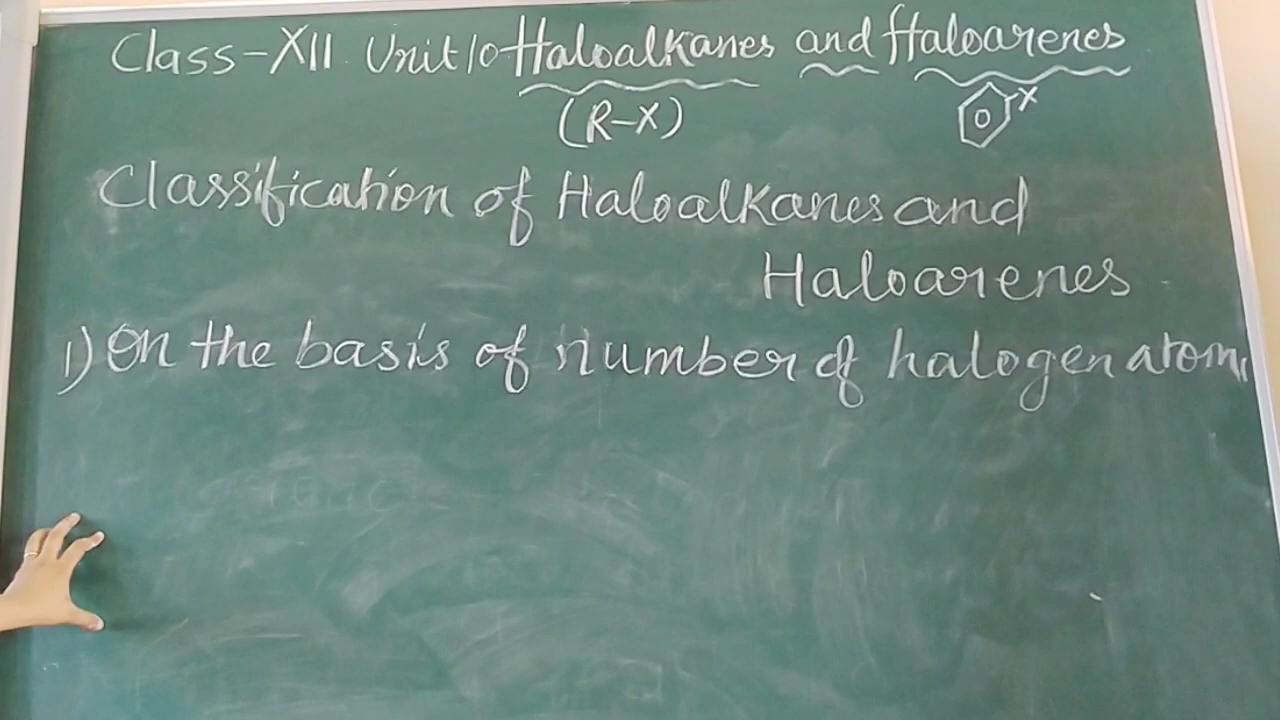 Class-XII Unit 10 Haloalkanes and Haloarenes
(R-X) X
Classification of Haloalkanes and
Haloarenes
1) On the basis of number of halogen atom